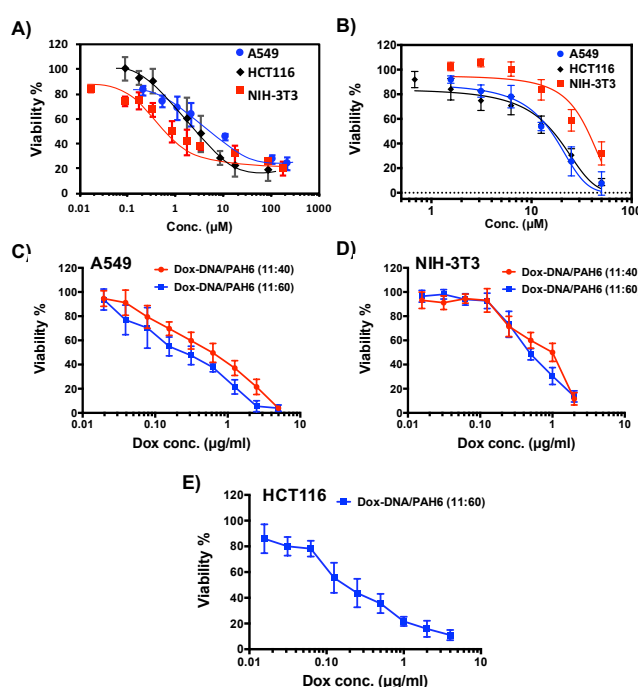 A)
A549
HCT116
NIH-3T3
120
100
80
60
40
20
0
Viability %
0.01 0.1 1 10 100 1000
Conc. (µM)
B)
A549
HCT116
NIH-3T3
120
100
80
60
40
20
0
Viability %
1 10 100
Conc. (µM)
C)
A549
Dox-DNA/PAH6 (11:40)
Dox-DNA/PAH6 (11:60)
120
100
80
60
40
20
0
Viability %
0.01 0.10 1 10
Dox conc. (µg/ml)
D)
NIH-3T3
Dox-DNA/PAH6 (11:40)
Dox-DNA/PAH6 (11:60)
120
100
80
60
40
20
0
Viability %
0.01 0.10 1 10
Dox conc. (µg/ml)
E)
HCT116
Dox-DNA/PAH6 (11:60)
120
100
80
60
40
20
0
Viability %
0.01 0.10 1 10
Dox conc. (µg/ml)